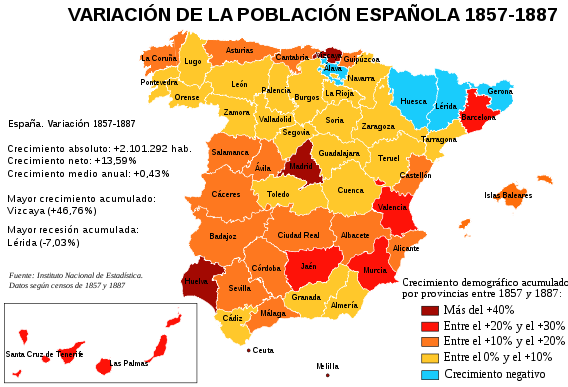 VARIACIÓN DE LA POBLACIÓN ESPAÑOLA 1857-1887
La Coruña
Lugo
Asturias
Cantabria
Vizcaya
Guipúzcoa
Álava
Navarra
Pontevedra
Orense
León
Palencia
Burgos
La Rioja
Huesca
Lérida
Gerona
Barcelona
Zamora
Valladolid
Soria
Zaragoza
Tarragona
Segovia
España. Variación 1857-1887
Crecimiento absoluto: +2.101.292 hab.
Crecimiento neto: +13,59%
Crecimiento medio anual: +0,43%
Mayor crecimiento acumulado:
Vizcaya (+46,76%)
Mayor recesión acumulada:
Lérida (-7,03%)
Salamanca
Ávila
Madrid
Guadalajara
Teruel
Castellón
Cáceres
Toledo
Cuenca
Valencia
Islas Baleares
Badajoz
Ciudad Real
Albacete
Alicante
Huelva
Sevilla
Córdoba
Jaén
Murcia
Cádiz
Málaga
Granada
Almería
Ceuta
Melilla
Fuente: Instituto Nacional de Estadística.
Datos según censos de 1857 y 1887
Santa Cruz de Tenerife
Las Palmas
Crecimiento demográfico acumulado
por provincias entre 1857 y 1887:
Más del +40%
Entre el +20% y el +30%
Entre el +10% y el +20%
Entre el 0% y el +10%
Crecimiento negativo